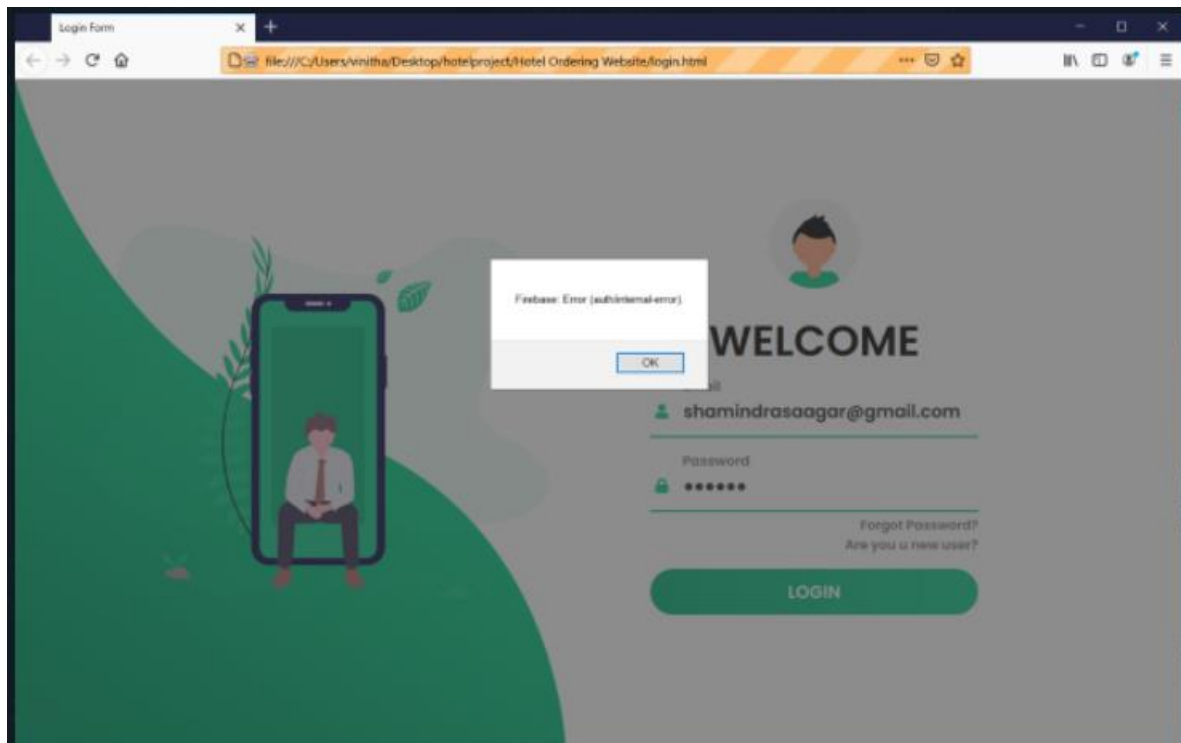 Login Form
file:///C:/Users/vinitha/Desktop/hotelproject/Hotel Ordering Website/login.html
Firebase: Error (auth/internal-error).
OK
WELCOME
shamindrasaagar@gmail.com
Password
Forgot Password?
Are you u new user?
LOGIN